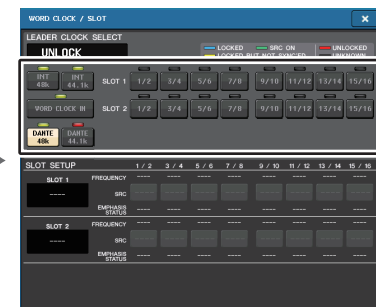 WORD CLOCK / SLOT
LEADER CLOCK SELECT
UNLOCK
LOCKED SRC ON UNLOCKED
LOCKED BUT NOT SYNC'ED UNKNOWN
INT 48k INT 44.1k SLOT 1 1/2 3/4 5/6 7/8 9/10 11/12 13/14 15/16
WORD CLOCK IN SLOT 2 1/2 3/4 5/6 7/8 9/10 11/12 13/14 15/16
DANTE 48k DANTE 44.1k
SLOT SETUP 1 / 2 3 / 4 5 / 6 7 / 8 9 / 10 11 / 12 13 / 14 15 / 16
SLOT 1 FREQUENCY ---- ---- ---- ---- ---- ---- ---- ----
---- SRC
EMPHASIS STATUS ---- ---- ---- ---- ---- ---- ---- ----
SLOT 2 FREQUENCY ---- ---- ---- ---- ---- ---- ---- ----
---- SRC
EMPHASIS STATUS ---- ---- ---- ---- ---- ---- ---- ----